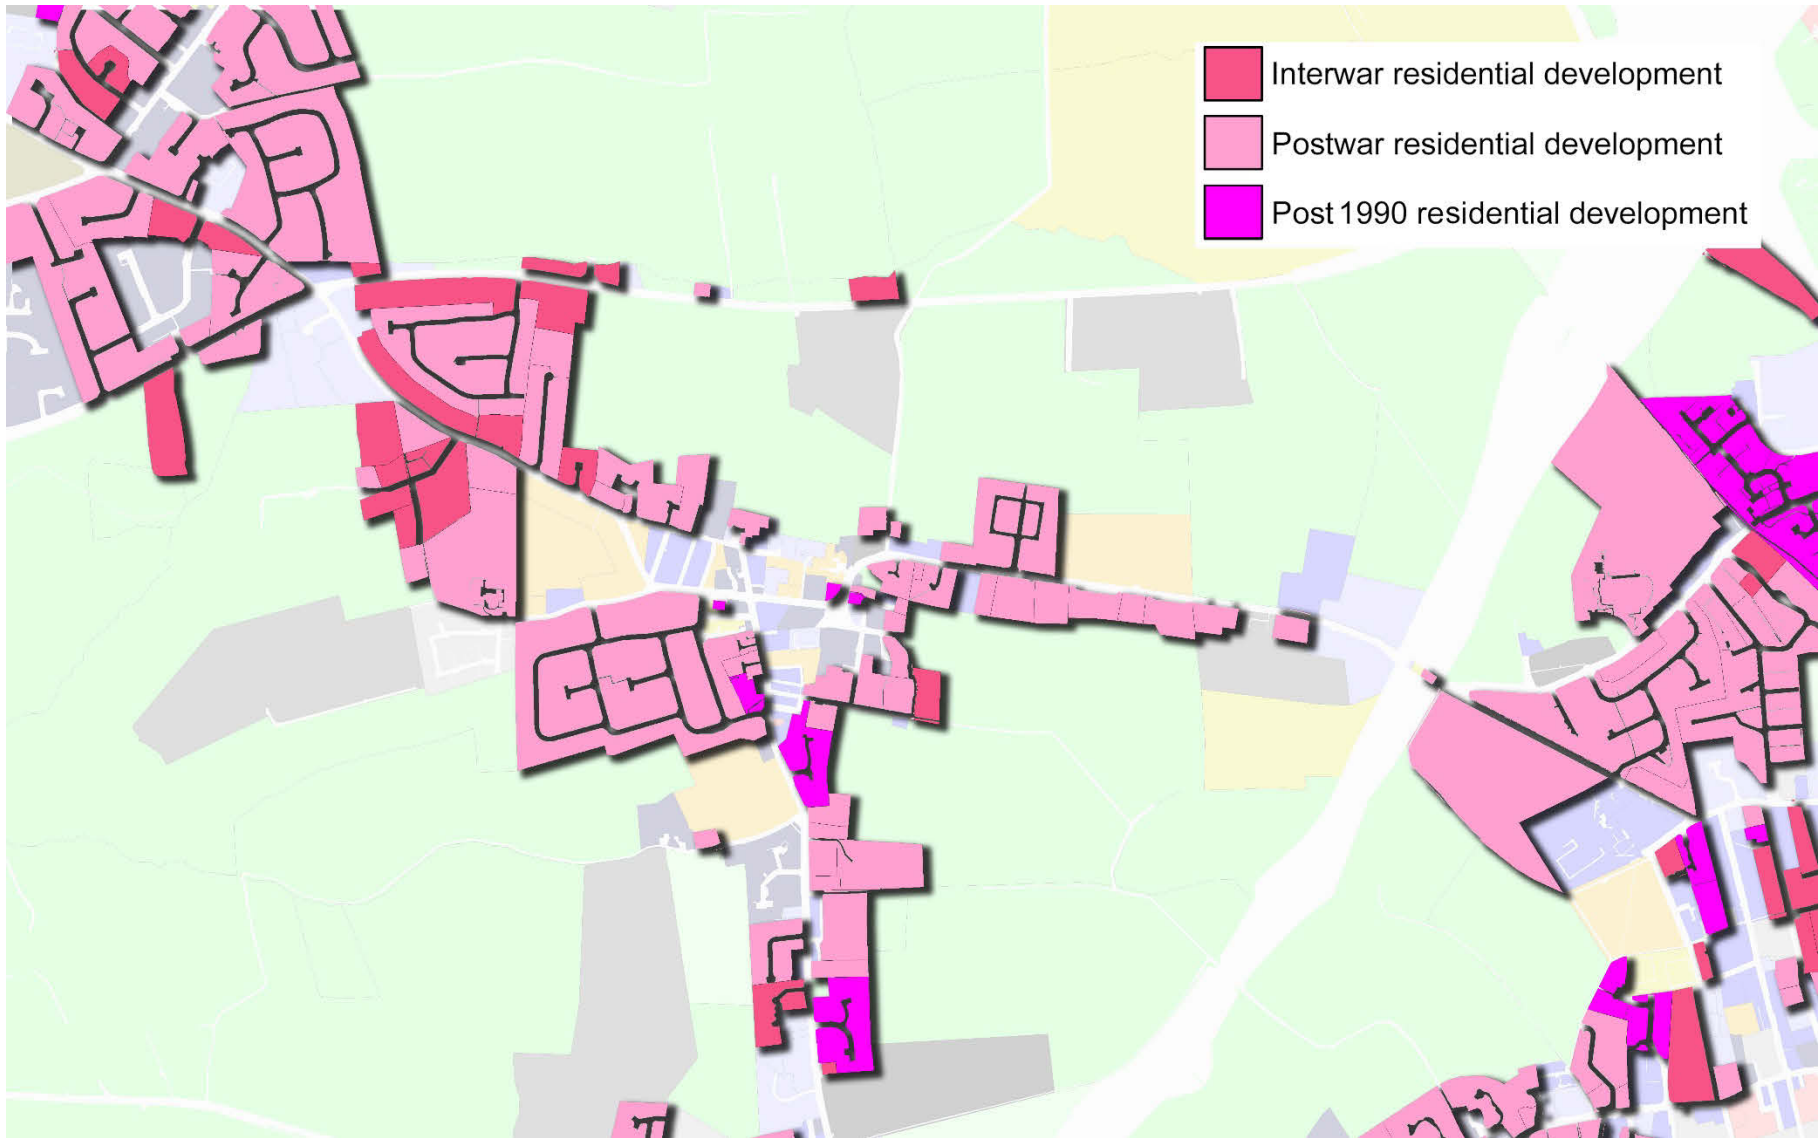 Interwar residential development
Postwar residential development
Post 1990 residential development